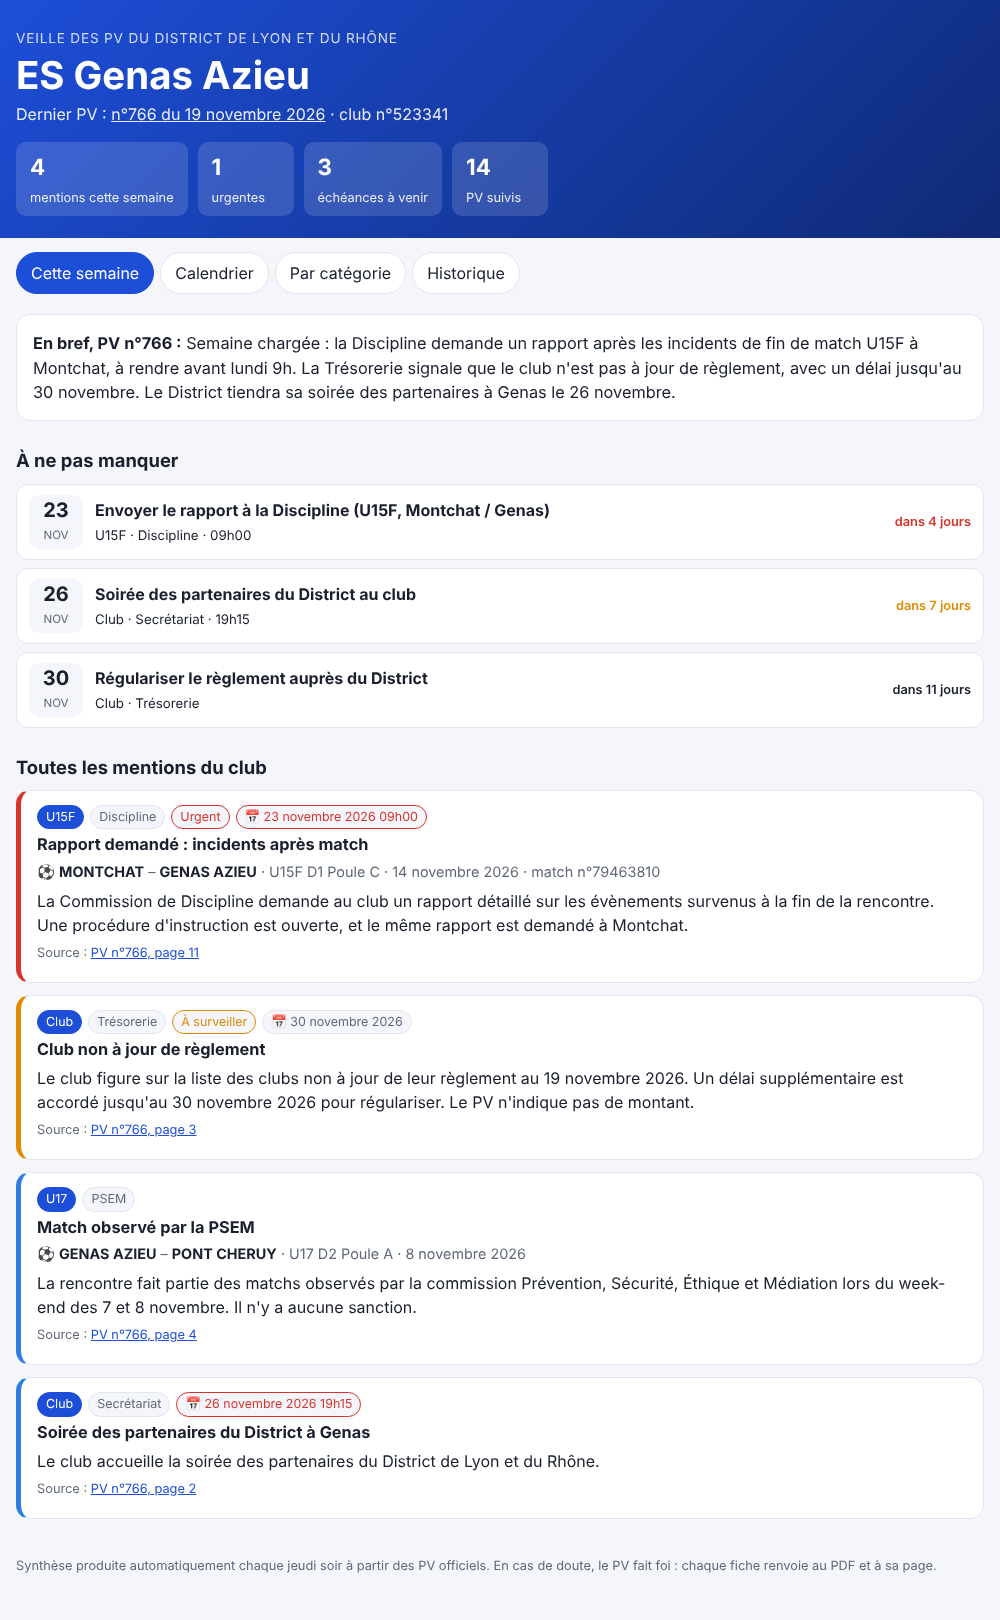 VEILLE DES PV DU DISTRICT DE LYON ET DU RHÔNE
ES Genas Azieu
Dernier PV : n°766 du 19 novembre 2026 · club n°523341
4
mentions cette semaine
1
urgentes
3
échéances à venir
14
PV suivis
Cette semaine
Calendrier
Par catégorie
Historique
En bref, PV n°766 : Semaine chargée : la Discipline demande un rapport après les incidents de fin de match U15F à
Montchat, à rendre avant lundi 9h. La Trésorerie signale que le club n'est pas à jour de règlement, avec un délai jusqu'au
30 novembre. Le District tiendra sa soirée des partenaires à Genas le 26 novembre.
À ne pas manquer
23
NOV
Envoyer le rapport à la Discipline (U15F, Montchat / Genas)
U15F · Discipline · 09h00
dans 4 jours
26
NOV
Soirée des partenaires du District au club
Club · Secrétariat · 19h15
dans 7 jours
30
NOV
Régulariser le règlement auprès du District
Club · Trésorerie
dans 11 jours
Toutes les mentions du club
U15F Discipline Urgent 📅 23 novembre 2026 09h00
Rapport demandé : incidents après match
⚽ MONTCHAT – GENAS AZIEU · U15F D1 Poule C · 14 novembre 2026 · match n°79463810
La Commission de Discipline demande au club un rapport détaillé sur les évènements survenus à la fin de la rencontre.
Une procédure d'instruction est ouverte, et le même rapport est demandé à Montchat.
Source : PV n°766, page 11
Club Trésorerie À surveiller 📅 30 novembre 2026
Club non à jour de règlement
Le club figure sur la liste des clubs non à jour de leur règlement au 19 novembre 2026. Un délai supplémentaire est
accordé jusqu'au 30 novembre 2026 pour régulariser. Le PV n'indique pas de montant.
Source : PV n°766, page 3
U17 PSEM
Match observé par la PSEM
⚽ GENAS AZIEU – PONT CHERUY · U17 D2 Poule A · 8 novembre 2026
La rencontre fait partie des matchs observés par la commission Prévention, Sécurité, Éthique et Médiation lors du week-
end des 7 et 8 novembre. Il n'y a aucune sanction.
Source : PV n°766, page 4
Club Secrétariat 📅 26 novembre 2026 19h15
Soirée des partenaires du District à Genas
Le club accueille la soirée des partenaires du District de Lyon et du Rhône.
Source : PV n°766, page 2
Synthèse produite automatiquement chaque jeudi soir à partir des PV officiels. En cas de doute, le PV fait foi : chaque fiche renvoie au PDF et à sa page.